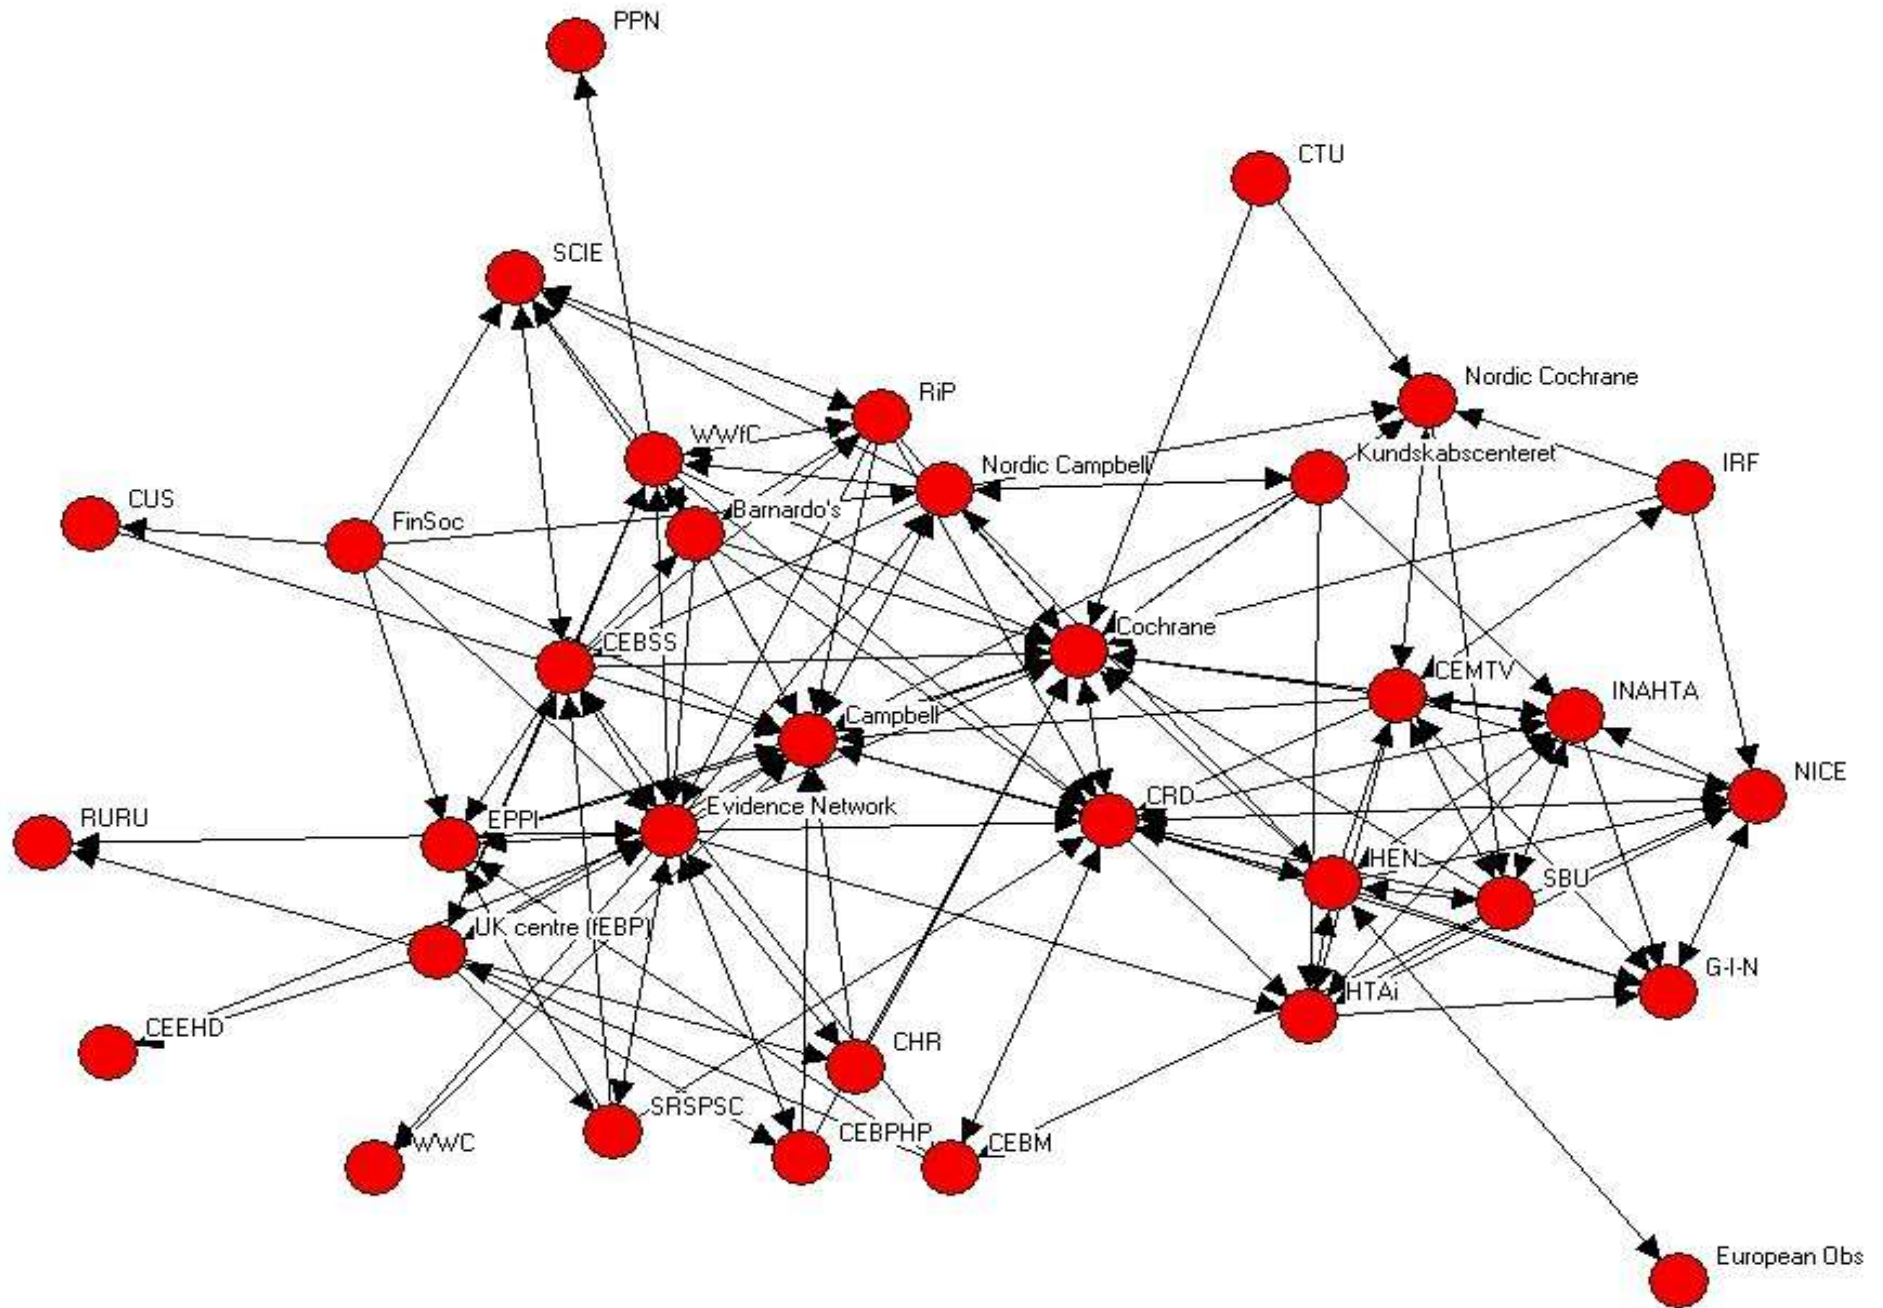 PPN
CTU
SCIE
RiP
Nordic Cochrane
WWfC
Kundskabscenteret
Nordic Campbell
IRF
CUS
FinSoc
Barnardo's
Cochrane
CEBSS
CEMTV
INAHTA
Campbell
NICE
CRD
Evidence Network
RURU
EPPI
HEN
SBU
UK centre (fEBP)
G-I-N
HTAi
CEEHD
CHR
SRSPSC
CEBPHP
CEBM
WWC
European Obs